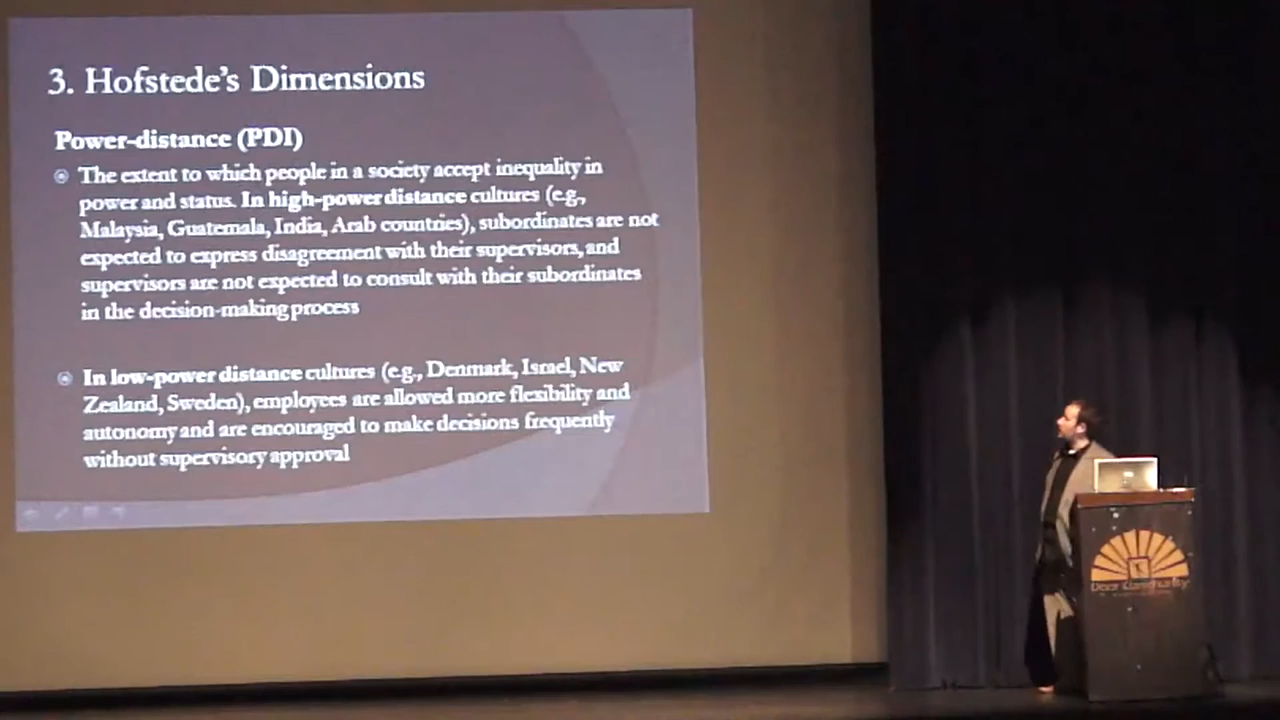 3. Hofstede's Dimensions
Power-distance (PDI)
The extent to which people in a society accept inequality in
power and status. In high-power distance cultures (e.g.,
Malaysia, Guatemala, India, Arab countries), subordinates are not
expected to express disagreement with their supervisors, and
supervisors are not expected to consult with their subordinates
in the decision-making process
In low-power distance cultures (e.g., Denmark, Israel, New
Zealand, Sweden), employees are allowed more flexibility and
autonomy and are encouraged to make decisions frequently
without supervisory approval